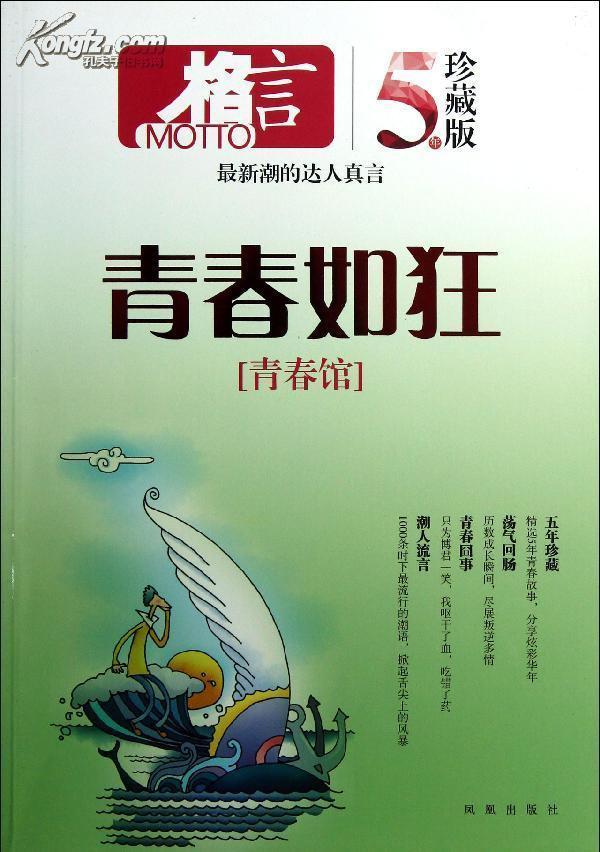 Kongfz.com
孔夫子旧书网
格言
MOTTO
5年
珍藏版
最新潮的达人真言
青春如狂
[青春馆]
五年珍藏
精选5年青春故事，分享炫彩华年
荡气回肠
历数成长瞬间，尽展叛逆多情
青春囧事
只为博君一笑，我呕干了血，吃错了药
潮人流言
1000条时下最流行的潮语，掀起舌尖上的风暴
凤凰出版社